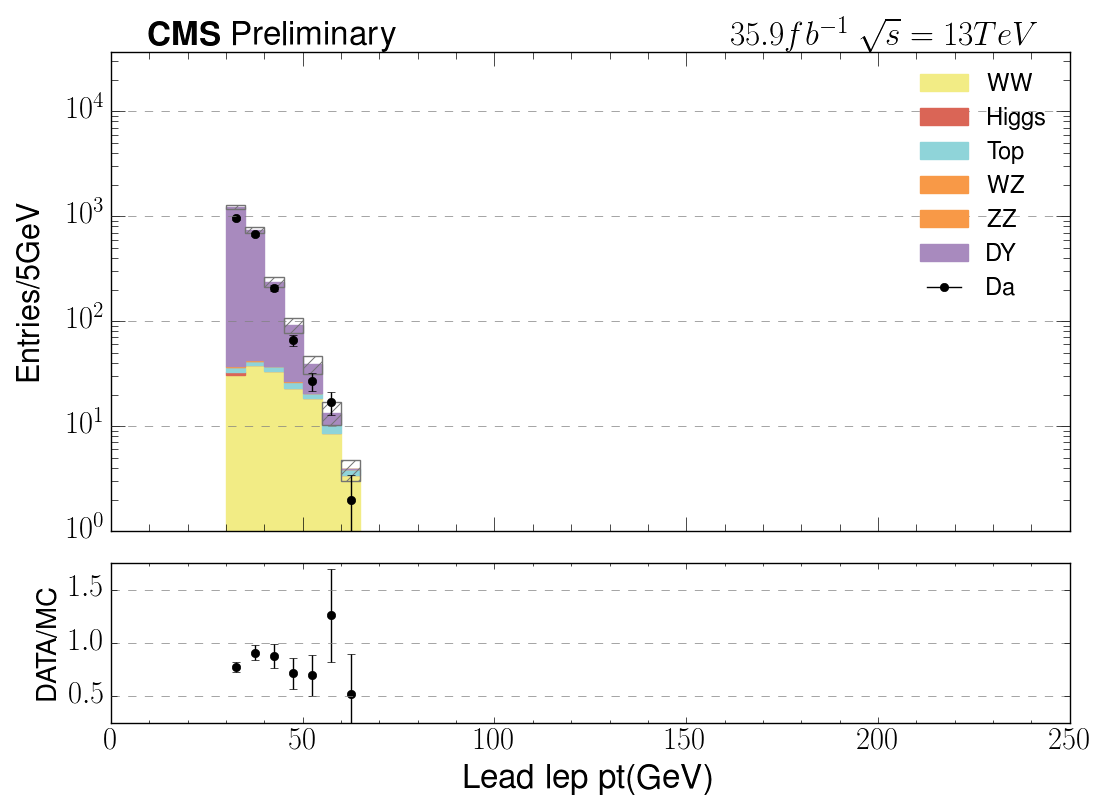 CMS Preliminary 35.9fb⁻¹ √s = 13TeV
WW
10⁴
Higgs
Top
WZ
10³
ZZ
DY
Da
Entries/5GeV
10²
10¹
10⁰
1.5
DATA/MC
1.0
0.5
0 50 100 150 200 250
Lead lep pt(GeV)